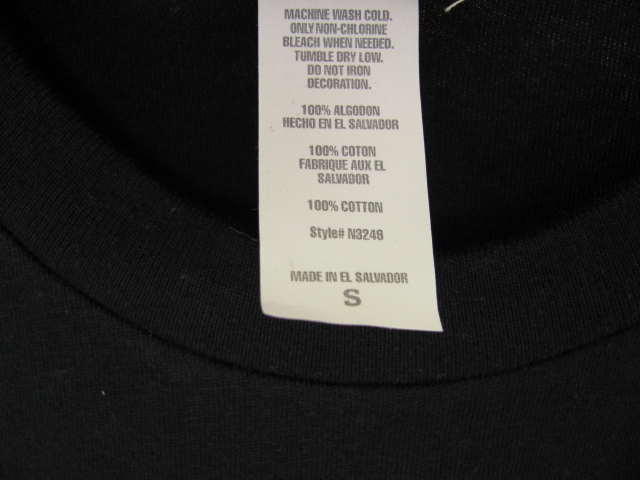 MACHINE WASH COLD.
ONLY NON-CHLORINE
BLEACH WHEN NEEDED.
TUMBLE DRY LOW.
DO NOT IRON
DECORATION.
100% ALGODON
HECHO EN EL SALVADOR
100% COTON
FABRIQUE AUX EL
SALVADOR
100% COTTON
Style# N3249
MADE IN EL SALVADOR
S